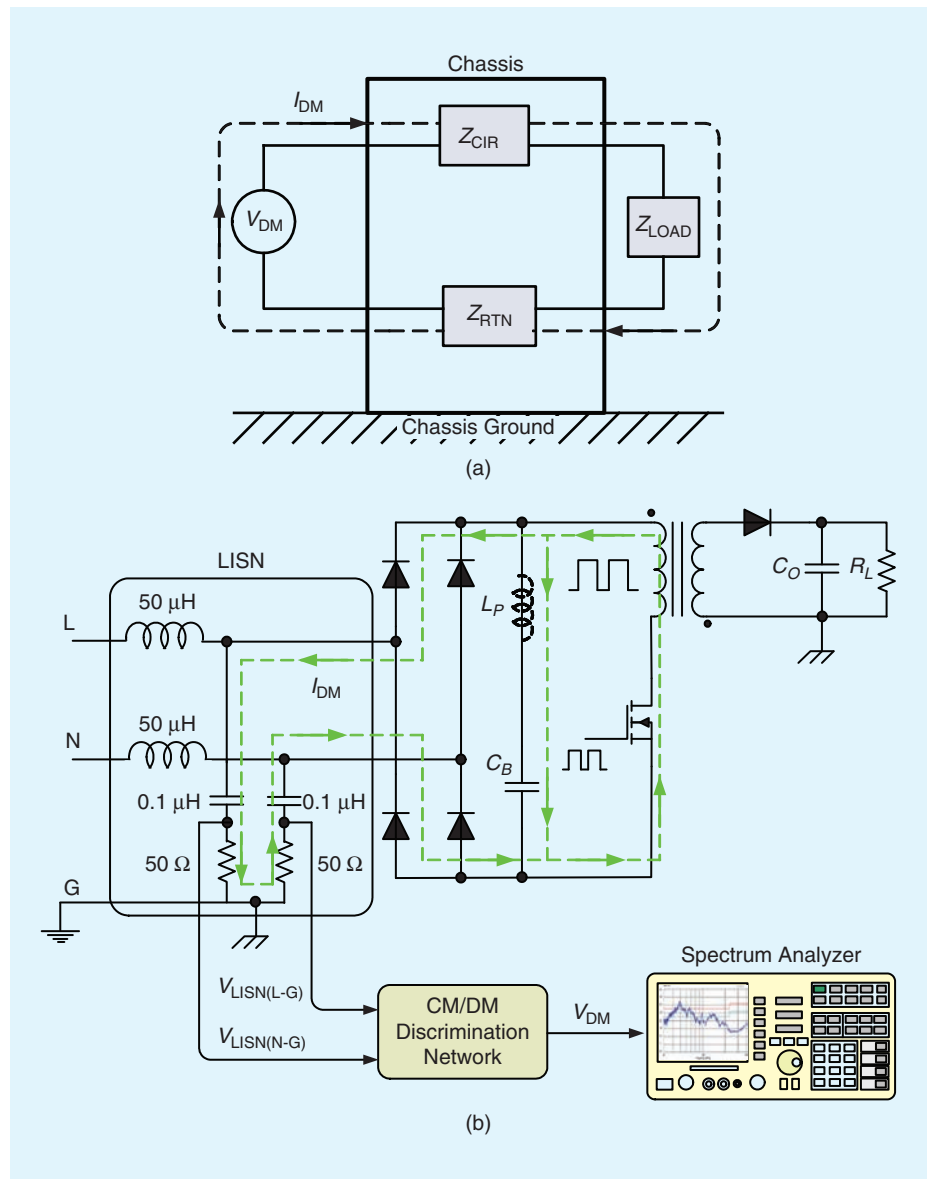 Chassis
I_DM
Z_CIR
V_DM
Z_LOAD
Z_RTN
Chassis Ground
(a)
LISN
50 μH
L
I_DM
50 μH
N
0.1 μH
0.1 μH
50 Ω
50 Ω
G
L_P
C_B
C_O
R_L
V_LISN(L-G)
V_LISN(N-G)
CM/DM
Discrimination
Network
V_DM
Spectrum Analyzer
(b)